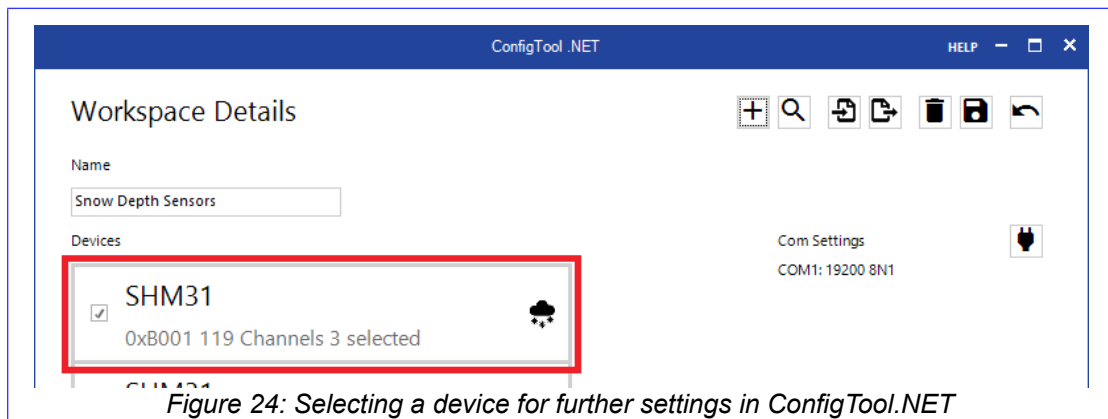 ConfigTool .NET HELP
Workspace Details
Name
Snow Depth Sensors
Devices
Com Settings
COM1: 19200 8N1
SHM31
0xB001 119 Channels 3 selected
SHM31
Figure 24: Selecting a device for further settings in ConfigTool.NET